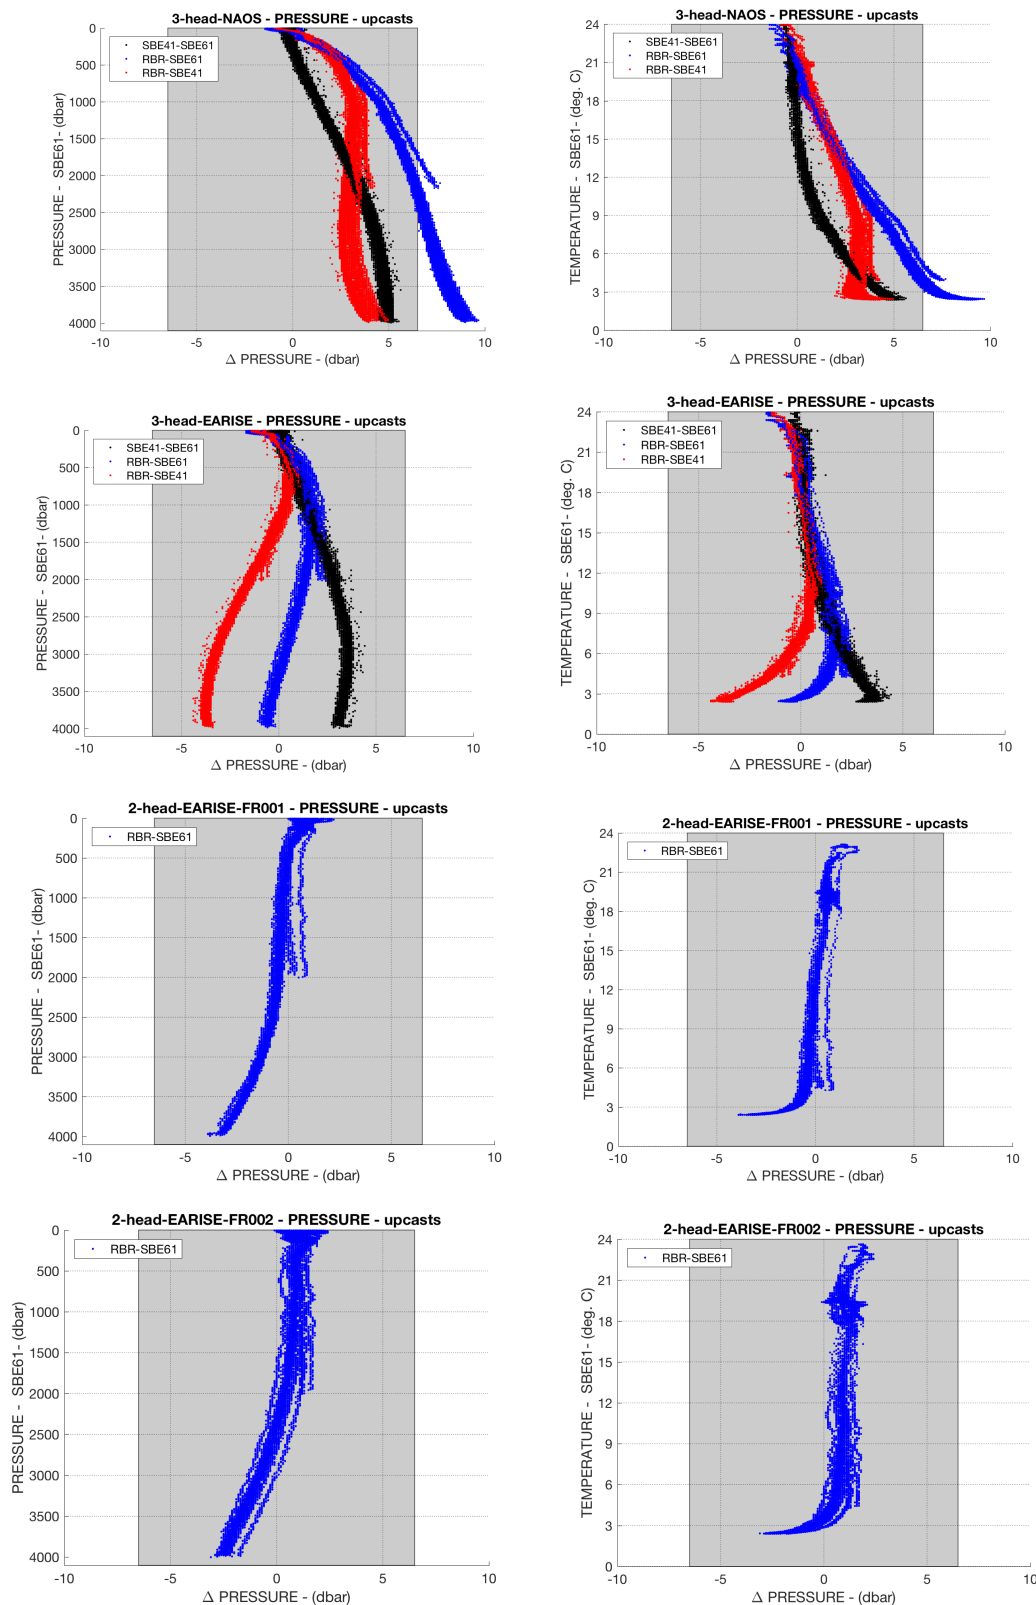 3-head-NAOS - PRESSURE - upcasts
SBE41-SBE61
RBR-SBE61
RBR-SBE41
0
500
1000
1500
2000
2500
3000
3500
4000
PRESSURE - SBE61- (dbar)
-10
-5
0
5
10
Δ PRESSURE - (dbar)
3-head-NAOS - PRESSURE - upcasts
SBE41-SBE61
RBR-SBE61
RBR-SBE41
24
21
18
15
12
9
6
3
0
TEMPERATURE - SBE61- (deg. C)
-10
-5
0
5
10
Δ PRESSURE - (dbar)
3-head-EARISE - PRESSURE - upcasts
SBE41-SBE61
RBR-SBE61
RBR-SBE41
0
500
1000
1500
2000
2500
3000
3500
4000
PRESSURE - SBE61- (dbar)
-10
-5
0
5
10
Δ PRESSURE - (dbar)
3-head-EARISE - PRESSURE - upcasts
SBE41-SBE61
RBR-SBE61
RBR-SBE41
24
21
18
15
12
9
6
3
0
TEMPERATURE - SBE61- (deg. C)
-10
-5
0
5
10
Δ PRESSURE - (dbar)
2-head-EARISE-FR001 - PRESSURE - upcasts
RBR-SBE61
0
500
1000
1500
2000
2500
3000
3500
4000
PRESSURE - SBE61- (dbar)
-10
-5
0
5
10
Δ PRESSURE - (dbar)
2-head-EARISE-FR001 - PRESSURE - upcasts
RBR-SBE61
24
21
18
15
12
9
6
3
0
TEMPERATURE - SBE61- (deg. C)
-10
-5
0
5
10
Δ PRESSURE - (dbar)
2-head-EARISE-FR002 - PRESSURE - upcasts
RBR-SBE61
0
500
1000
1500
2000
2500
3000
3500
4000
PRESSURE - SBE61- (dbar)
-10
-5
0
5
10
Δ PRESSURE - (dbar)
2-head-EARISE-FR002 - PRESSURE - upcasts
RBR-SBE61
24
21
18
15
12
9
6
3
0
TEMPERATURE - SBE61- (deg. C)
-10
-5
0
5
10
Δ PRESSURE - (dbar)